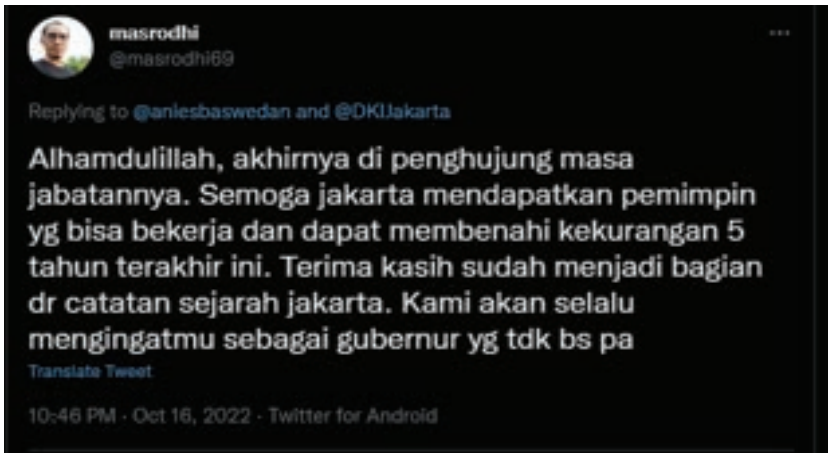 masrodhi
@masrodhi69
Replying to @aniesbaswedan and @DKIJakarta
Alhamdulillah, akhirnya di penghujung masa
jabatannya. Semoga jakarta mendapatkan pemimpin
yg bisa bekerja dan dapat membenahi kekurangan 5
tahun terakhir ini. Terima kasih sudah menjadi bagian
dr catatan sejarah jakarta. Kami akan selalu
mengingatmu sebagai gubernur yg tdk bs pa
Translate Tweet
10:46 PM · Oct 16, 2022 · Twitter for Android